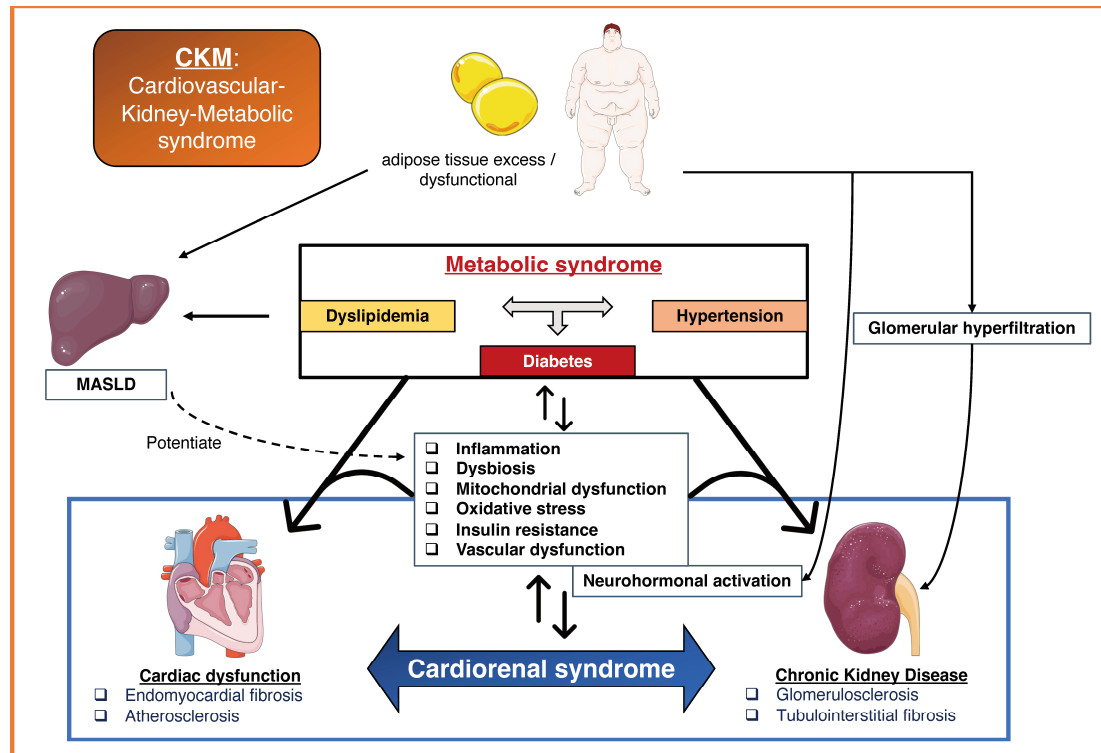 CKM:
Cardiovascular-
Kidney-Metabolic
syndrome
adipose tissue excess /
dysfunctional
Metabolic syndrome
Dyslipidemia
Hypertension
Diabetes
Glomerular hyperfiltration
MASLD
Potentiate
Inflammation
Dysbiosis
Mitochondrial dysfunction
Oxidative stress
Insulin resistance
Vascular dysfunction
Neurohormonal activation
Cardiorenal syndrome
Cardiac dysfunction
Endomyocardial fibrosis
Atherosclerosis
Chronic Kidney Disease
Glomerulosclerosis
Tubulointerstitial fibrosis